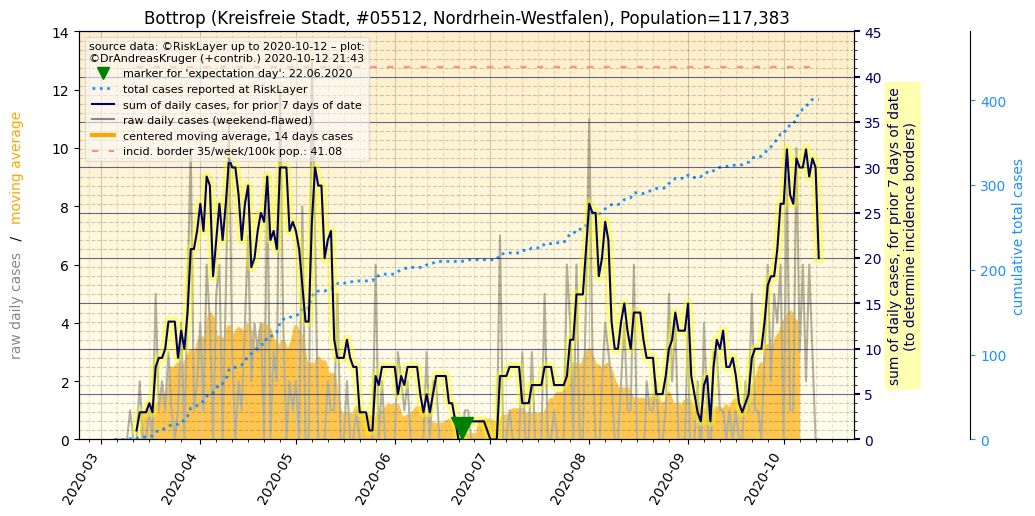 Bottrop (Kreisfreie Stadt, #05512, Nordrhein-Westfalen), Population=117,383
source data: ©RiskLayer up to 2020-10-12 – plot:
©DrAndreasKruger (+contrib.) 2020-10-12 21:43
marker for 'expectation day': 22.06.2020
total cases reported at RiskLayer
sum of daily cases, for prior 7 days of date
raw daily cases (weekend-flawed)
centered moving average, 14 days cases
incid. border 35/week/100k pop.: 41.08
raw daily cases / moving average
14
12
10
8
6
4
2
0
2020-03
2020-04
2020-05
2020-06
2020-07
2020-08
2020-09
2020-10
45
40
35
30
25
20
15
10
5
0
sum of daily cases, for prior 7 days of date
(to determine incidence borders)
400
300
200
100
0
cumulative total cases